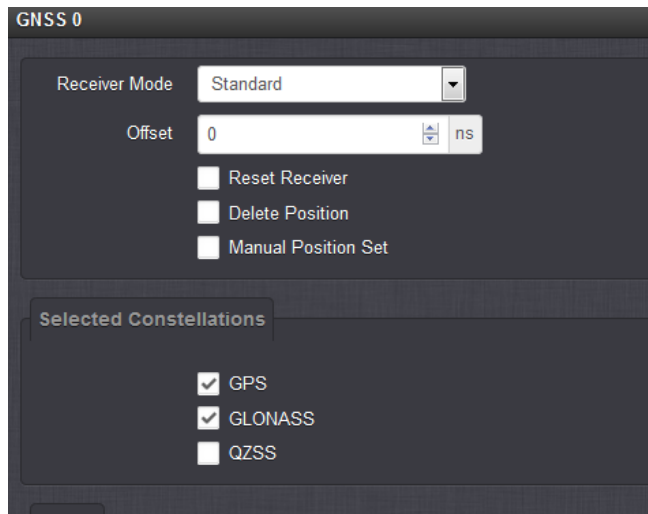 GNSS 0
Receiver Mode Standard
Offset 0 ns
Reset Receiver
Delete Position
Manual Position Set
Selected Constellations
GPS
GLONASS
QZSS